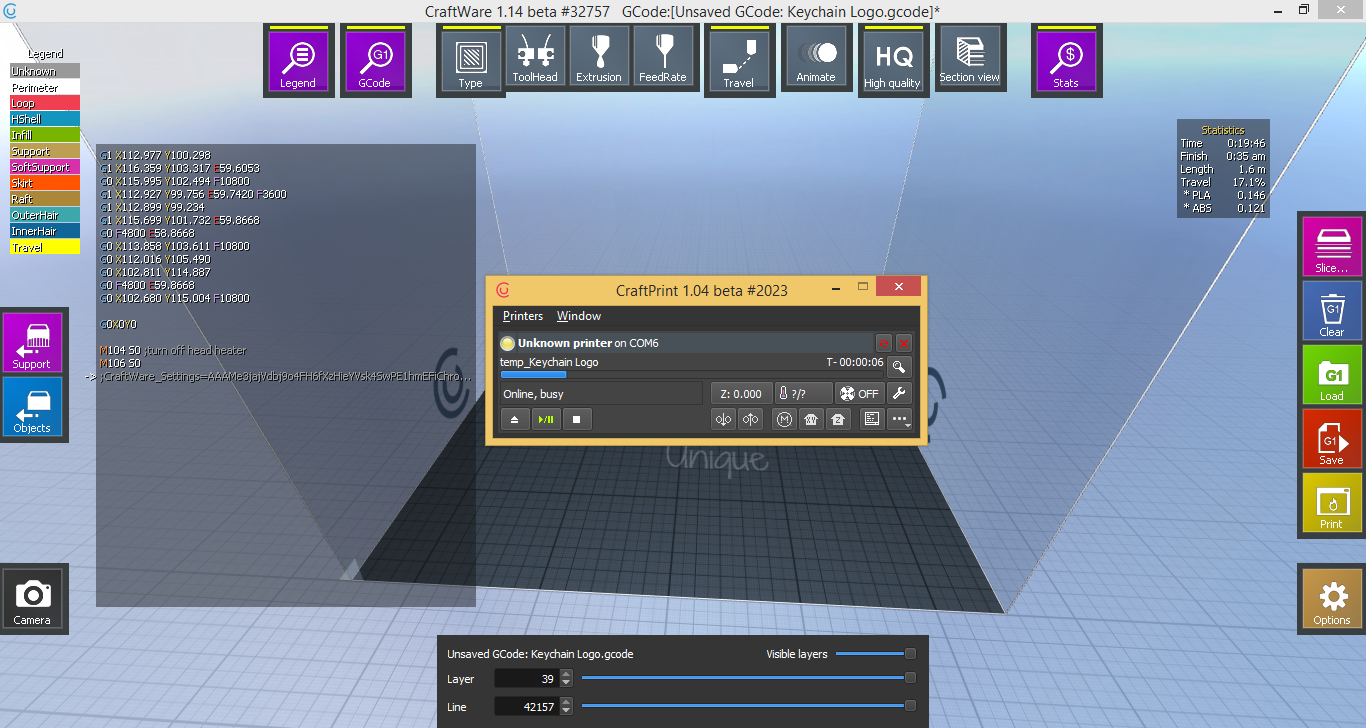 CraftWare 1.14 beta #32757 GCode:[Unsaved GCode: Keychain Logo.gcode]*
Legend
GCode
Type
ToolHead
Extrusion
FeedRate
Travel
Animate
HQ
High quality
Section view
Stats
Legend
Unknown
Perimeter
Loop
HShell
Infill
Support
SoftSupport
Skirt
Raft
OuterHair
InnerHair
Travel
Statistics
Time 0:19:46
Finish 0:35 am
Length 1.6 m
Travel 17.1%
* PLA 0.146
* ABS 0.121
G1 X112.977 Y100.298
G1 X116.359 Y103.317 E59.6053
G0 X115.995 Y102.494 F10800
G1 X112.927 Y99.756 E59.7420 F3600
G0 X112.899 Y99.234
G1 X115.699 Y101.732 E59.8668
G0 F4800 E58.8668
G0 X113.858 Y103.611 F10800
G0 X112.016 Y105.490
G0 X102.811 Y114.887
G0 F4800 E59.8668
G0 X102.680 Y115.004 F10800
G0X0Y0
M104 S0 ;turn off head heater
M106 S0
-> ;CraftWare_Settings=AAAMe3jajVdbj9o4FH6fXzHieYVsk4SwPE1hmEFiChro...
CraftPrint 1.04 beta #2023
Printers Window
Unknown printer on COM6
temp_Keychain Logo T- 00:00:06
Online, busy Z: 0.000 ?/? OFF
M XY Z
Unique
Support
Objects
Camera
Slice...
G1
Clear
G1
Load
G1
Save
Print
Options
Unsaved GCode: Keychain Logo.gcode Visible layers
Layer 39
Line 42157